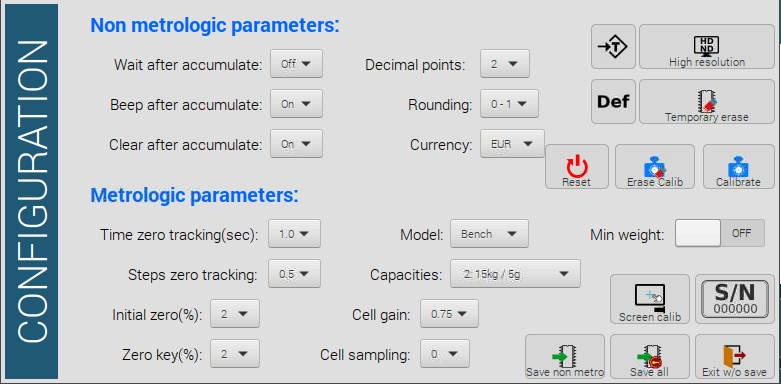 CONFIGURATION
Non metrologic parameters:
Wait after accumulate: Off
Decimal points: 2
Beep after accumulate: On
Rounding: 0 - 1
Clear after accumulate: On
Currency: EUR
T
HD
ND
High resolution
Def
Temporary erase
Reset
Erase Calib
Calibrate
Metrologic parameters:
Time zero tracking(sec): 1.0
Model: Bench
Min weight: OFF
Steps zero tracking: 0.5
Capacities: 2: 15kg / 5g
Initial zero(%): 2
Cell gain: 0.75
Zero key(%): 2
Cell sampling: 0
Screen calib
S/N
000000
Save non metro
Save all
Exit w/o save